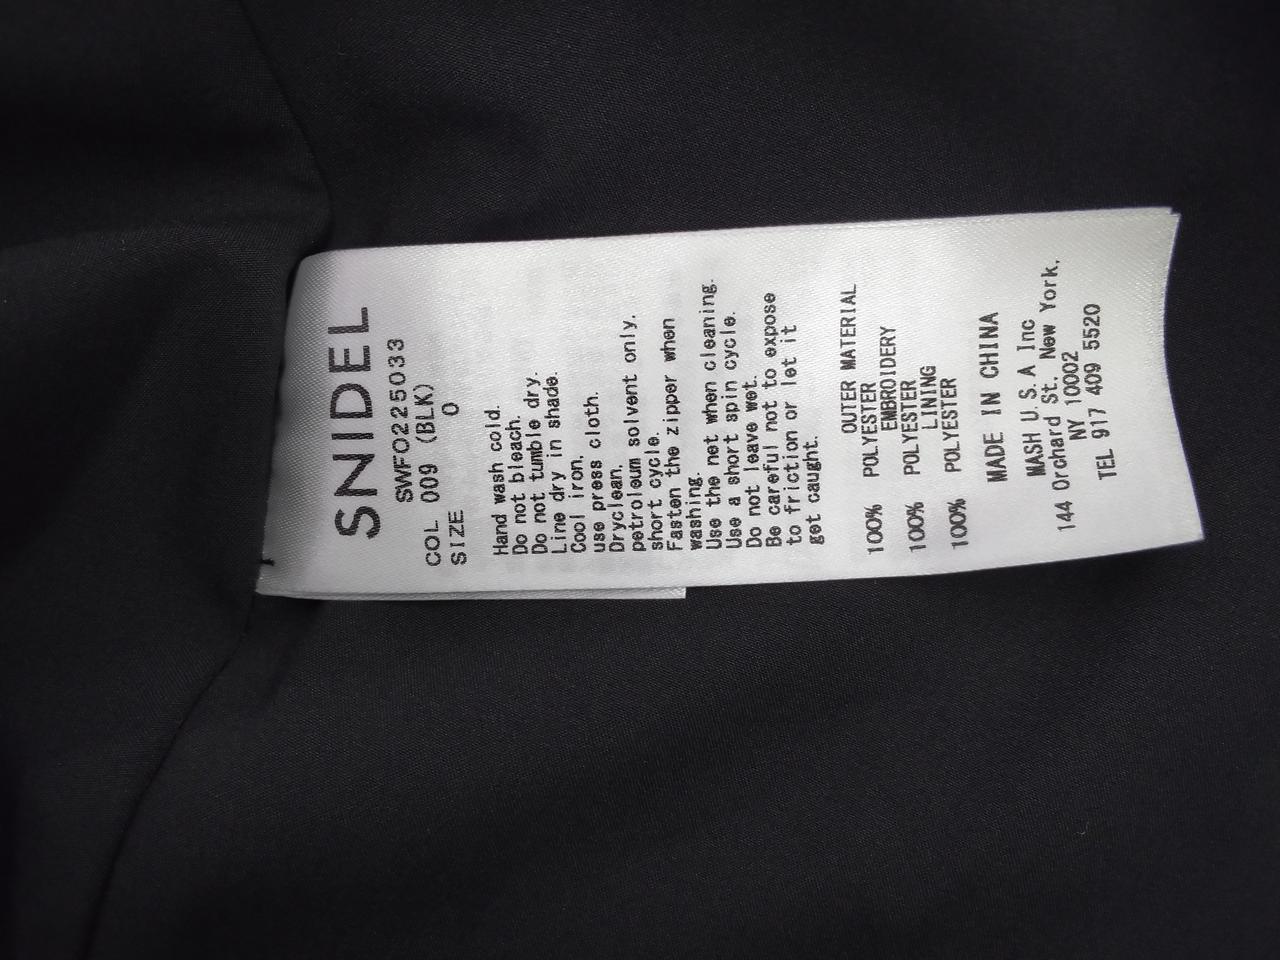 SNIDEL
SWFO225033
COL 009 (BLK)
SIZE 0
Hand wash cold.
Do not bleach.
Do not tumble dry.
Line dry in shade.
Cool iron.
use press cloth.
Dryclean.
petroleum solvent only.
short cycle.
Fasten the zipper when
washing.
Use the net when cleaning.
Use a short spin cycle.
Do not leave wet.
Be careful not to expose
to friction or let it
get caught.
OUTER MATERIAL
100% POLYESTER
EMBROIDERY
100% POLYESTER
LINING
100% POLYESTER
MADE IN CHINA
MASH U.S.A Inc
144 Orchard St. New York,
NY 10002
TEL 917 409 5520